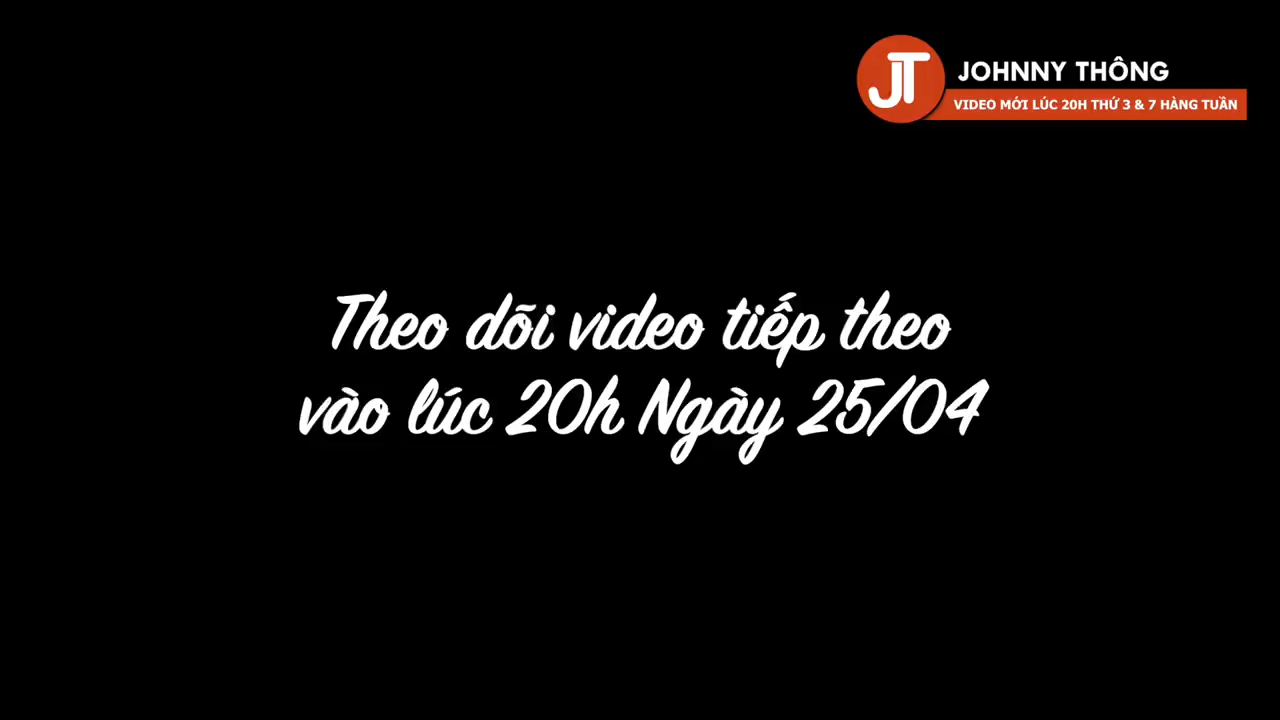 JT
JOHNNY THÔNG
VIDEO MỚI LÚC 20H THỨ 3 & 7 HÀNG TUẦN
Theo dõi video tiếp theo
vào lúc 20h Ngày 25/04